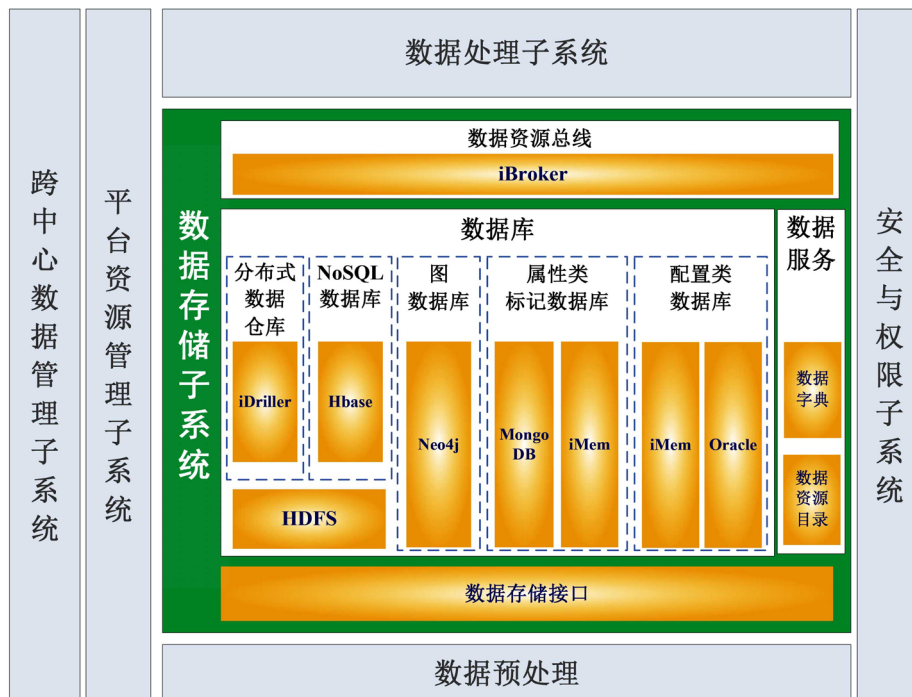 跨中心数据管理子系统
平台资源管理子系统
数据处理子系统
数据存储子系统
数据资源总线
iBroker
数据库
分布式
数据
仓库
iDriller
NoSQL
数据库
Hbase
HDFS
图
数据库
Neo4j
属性类
标记数据库
Mongo
DB
iMem
配置类
数据库
iMem
Oracle
数据
服务
数据
字典
数据
资源
目录
数据存储接口
数据预处理
安全与权限子系统